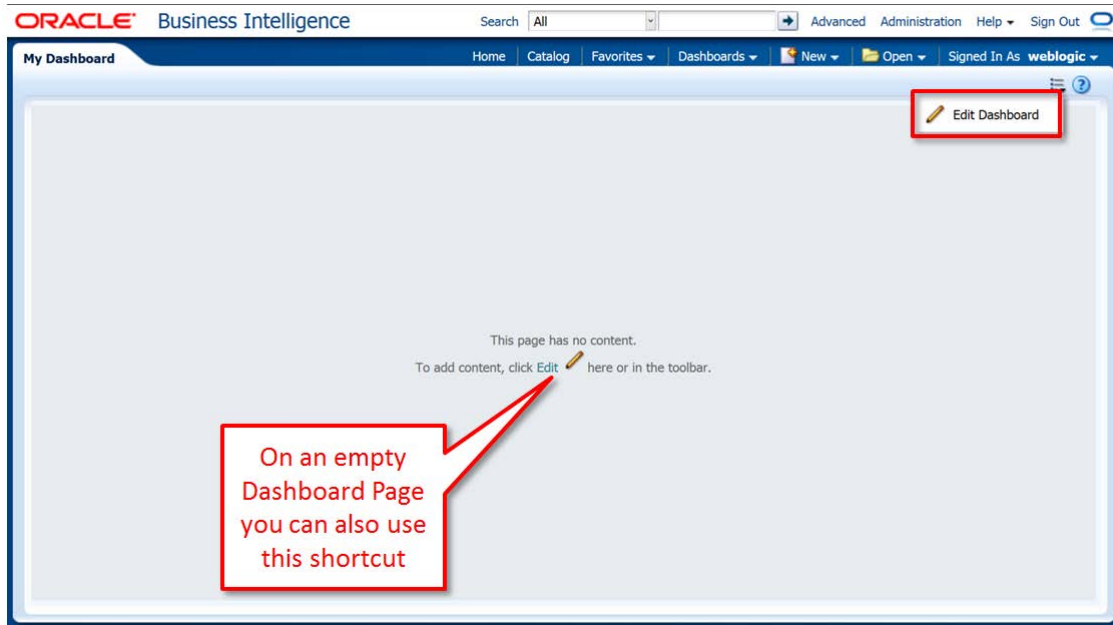 ORACLE® Business Intelligence Search All Advanced Administration Help Sign Out
My Dashboard Home Catalog Favorites Dashboards New Open Signed In As weblogic
Edit Dashboard
This page has no content.
To add content, click Edit here or in the toolbar.
On an empty
Dashboard Page
you can also use
this shortcut